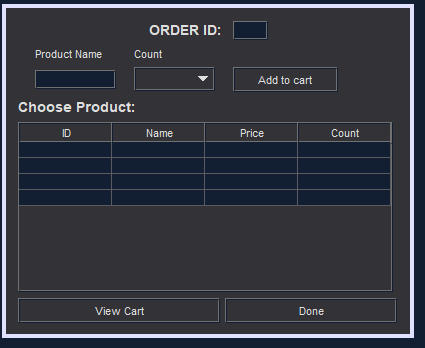 ORDER ID:
Product Name Count
Add to cart
Choose Product:
ID Name Price Count
View Cart Done